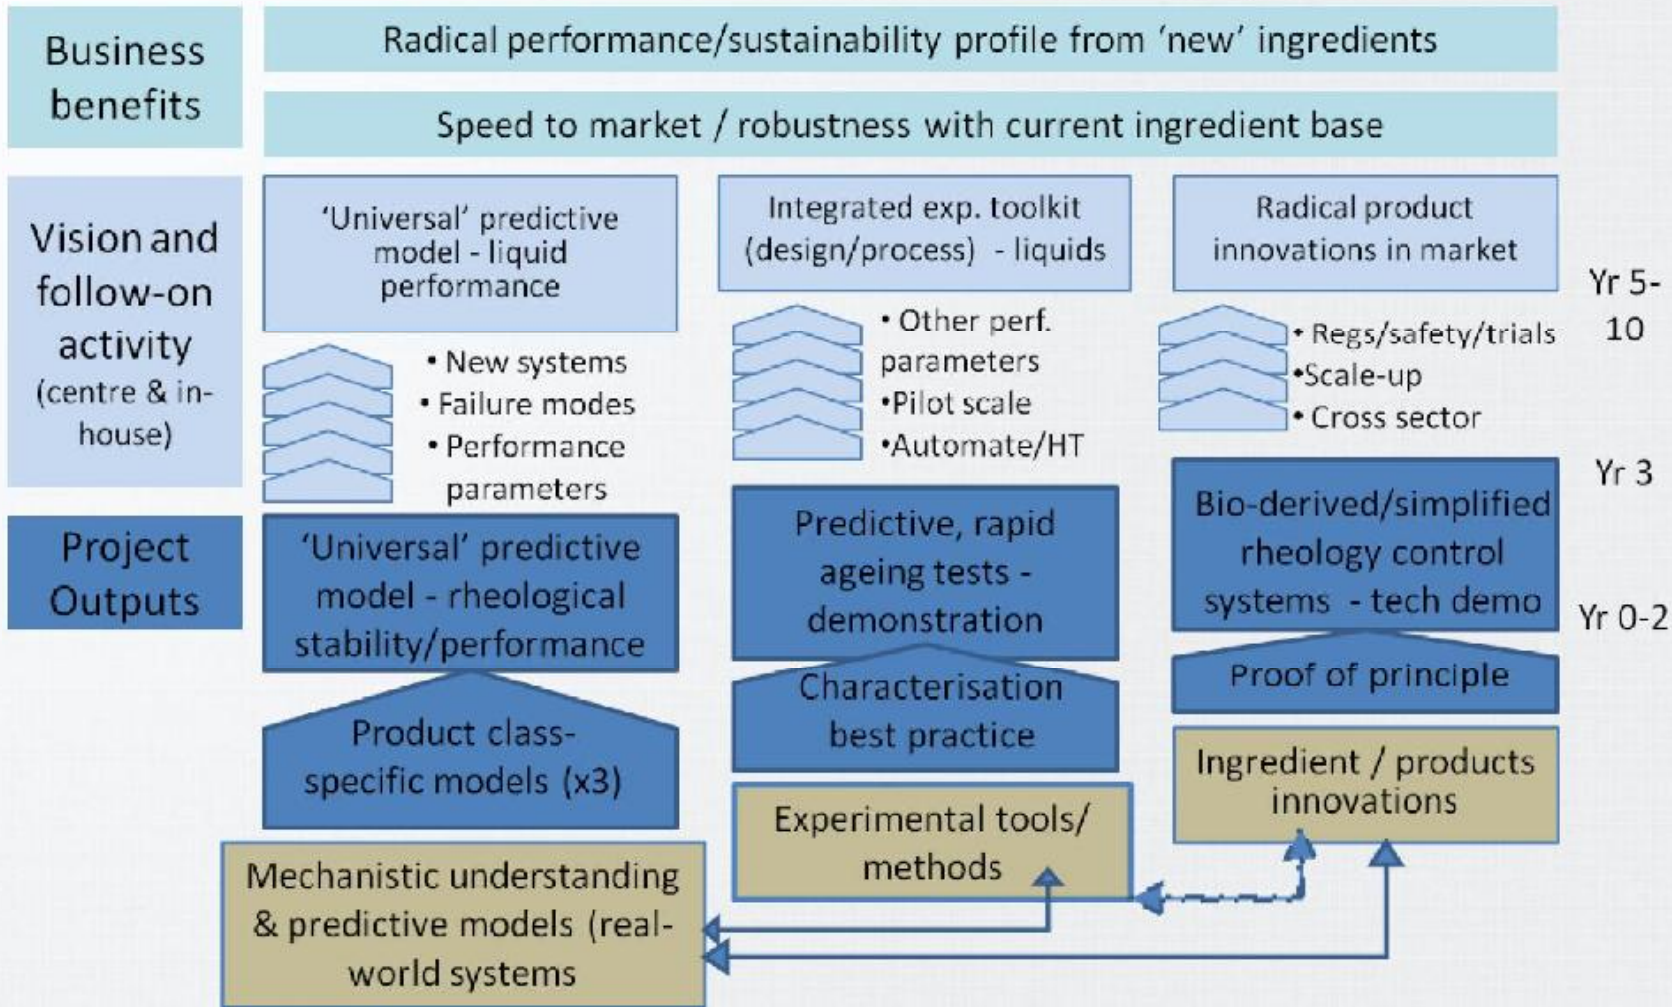 Business
benefits
Radical performance/sustainability profile from ‘new’ ingredients
Speed to market / robustness with current ingredient base
Vision and
follow-on
activity
(centre & in-
house)
‘Universal’ predictive
model - liquid
performance
• New systems
• Failure modes
• Performance
parameters
Integrated exp. toolkit
(design/process) - liquids
• Other perf.
parameters
•Pilot scale
•Automate/HT
Radical product
innovations in market
• Regs/safety/trials
•Scale-up
• Cross sector
Yr 5-
10
Yr 3
Yr 0-2
Project
Outputs
‘Universal’ predictive
model - rheological
stability/performance
Product class-
specific models (x3)
Mechanistic understanding
& predictive models (real-
world systems
Predictive, rapid
ageing tests -
demonstration
Characterisation
best practice
Experimental tools/
methods
Bio-derived/simplified
rheology control
systems - tech demo
Proof of principle
Ingredient / products
innovations